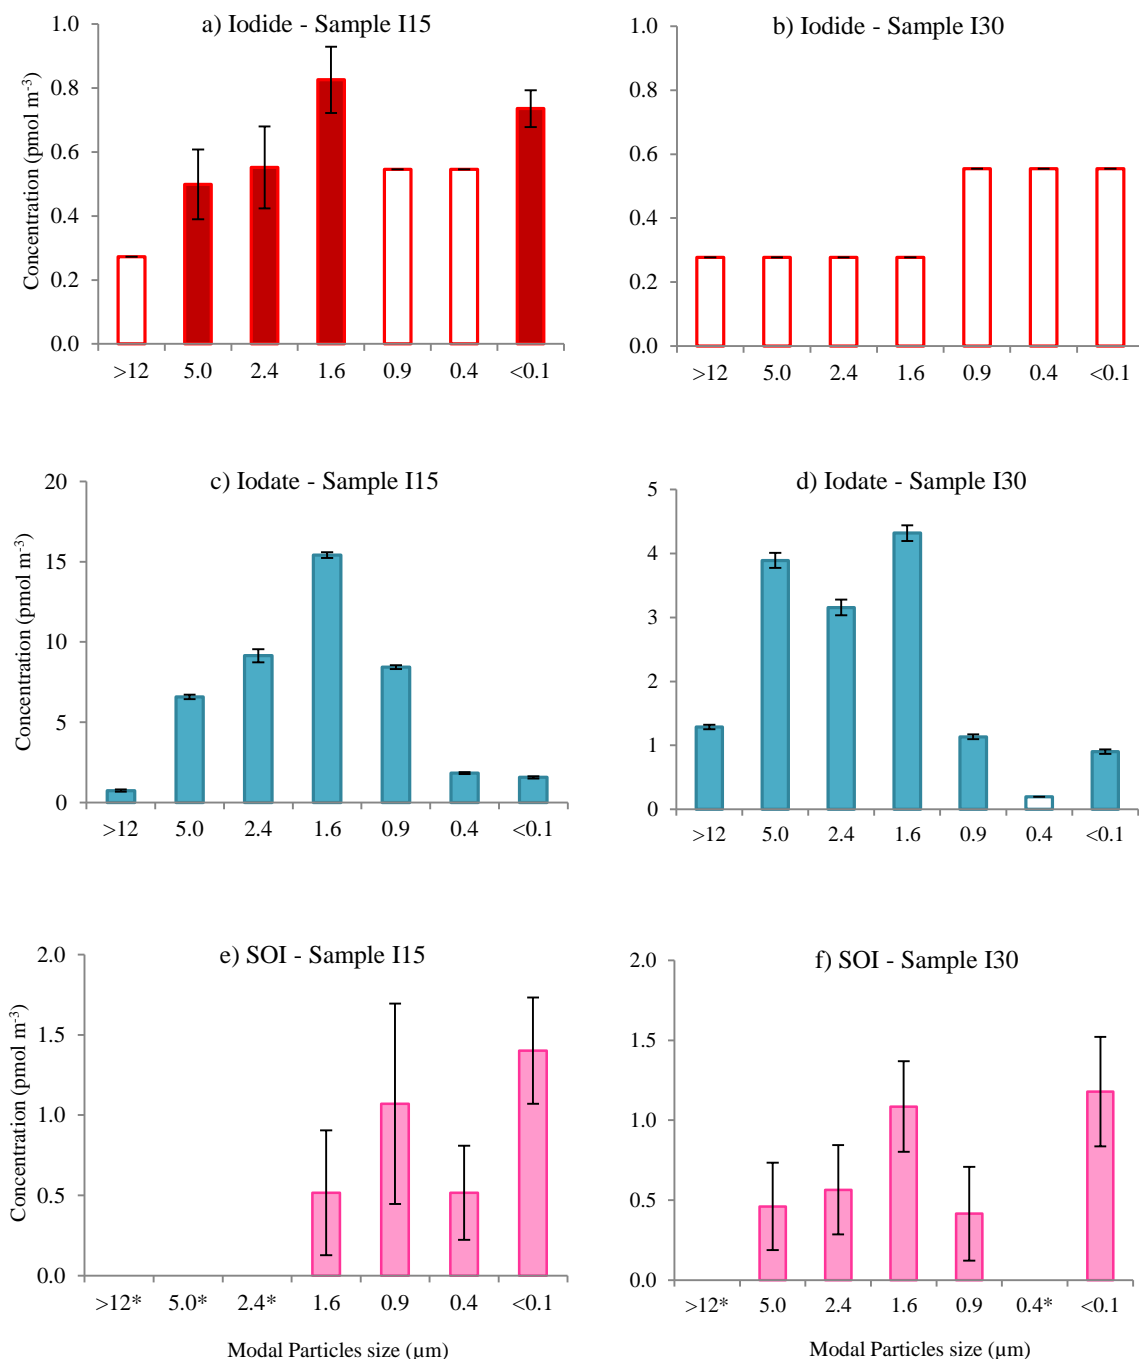 a) Iodide - Sample I15
Concentration (pmol m⁻³)
1.0
0.8
0.6
0.4
0.2
0.0
>12 5.0 2.4 1.6 0.9 0.4 <0.1
b) Iodide - Sample I30
1.0
0.8
0.6
0.4
0.2
0.0
>12 5.0 2.4 1.6 0.9 0.4 <0.1
c) Iodate - Sample I15
Concentration (pmol m⁻³)
20
15
10
5
0
>12 5.0 2.4 1.6 0.9 0.4 <0.1
d) Iodate - Sample I30
5
4
3
2
1
0
>12 5.0 2.4 1.6 0.9 0.4 <0.1
e) SOI - Sample I15
Concentration (pmol m⁻³)
2.0
1.5
1.0
0.5
0.0
>12* 5.0* 2.4* 1.6 0.9 0.4 <0.1
Modal Particles size (µm)
f) SOI - Sample I30
2.0
1.5
1.0
0.5
0.0
>12* 5.0 2.4 1.6 0.9 0.4* <0.1
Modal Particles size (µm)